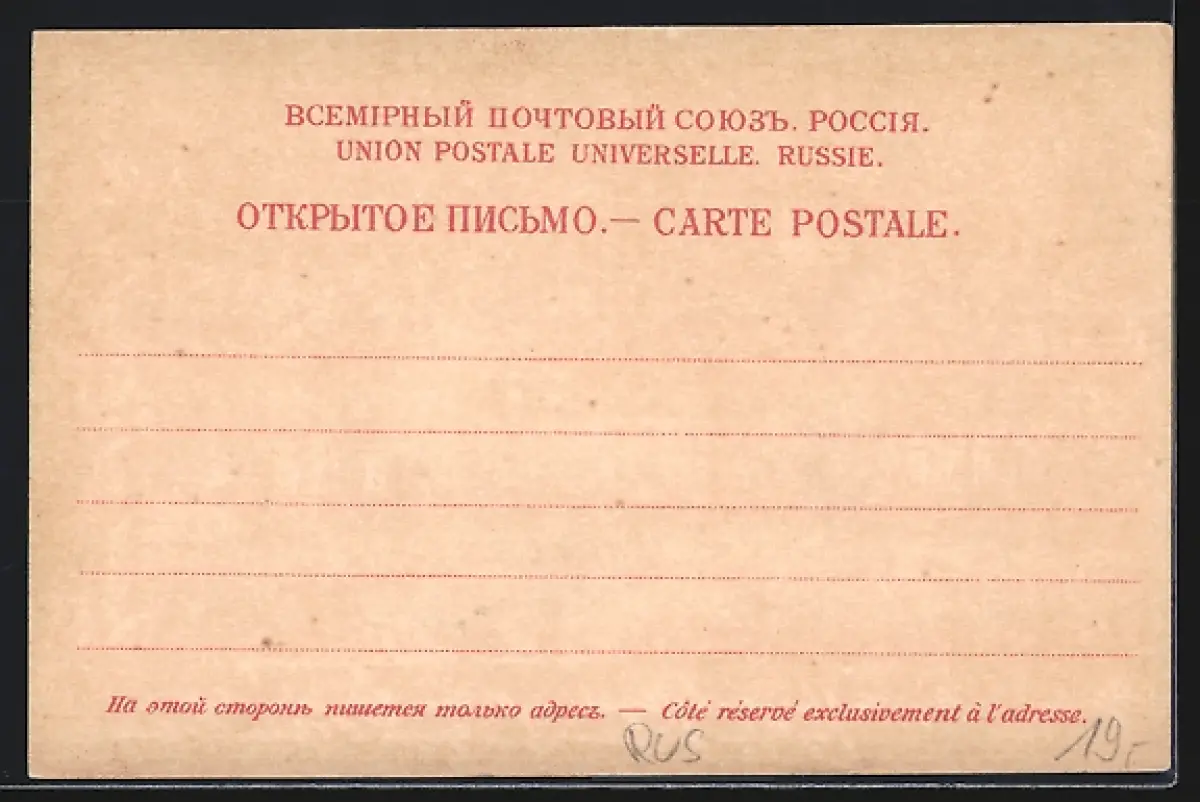 ВСЕМІРНЫЙ ПОЧТОВЫЙ СОЮЗЪ. РОССІЯ.
UNION POSTALE UNIVERSELLE. RUSSIE.
ОТКРЫТОЕ ПИСЬМО.— CARTE POSTALE.
На этой сторонѣ пишется только адресъ. — Côté réservé exclusivement à l'adresse.
RUS
19,-